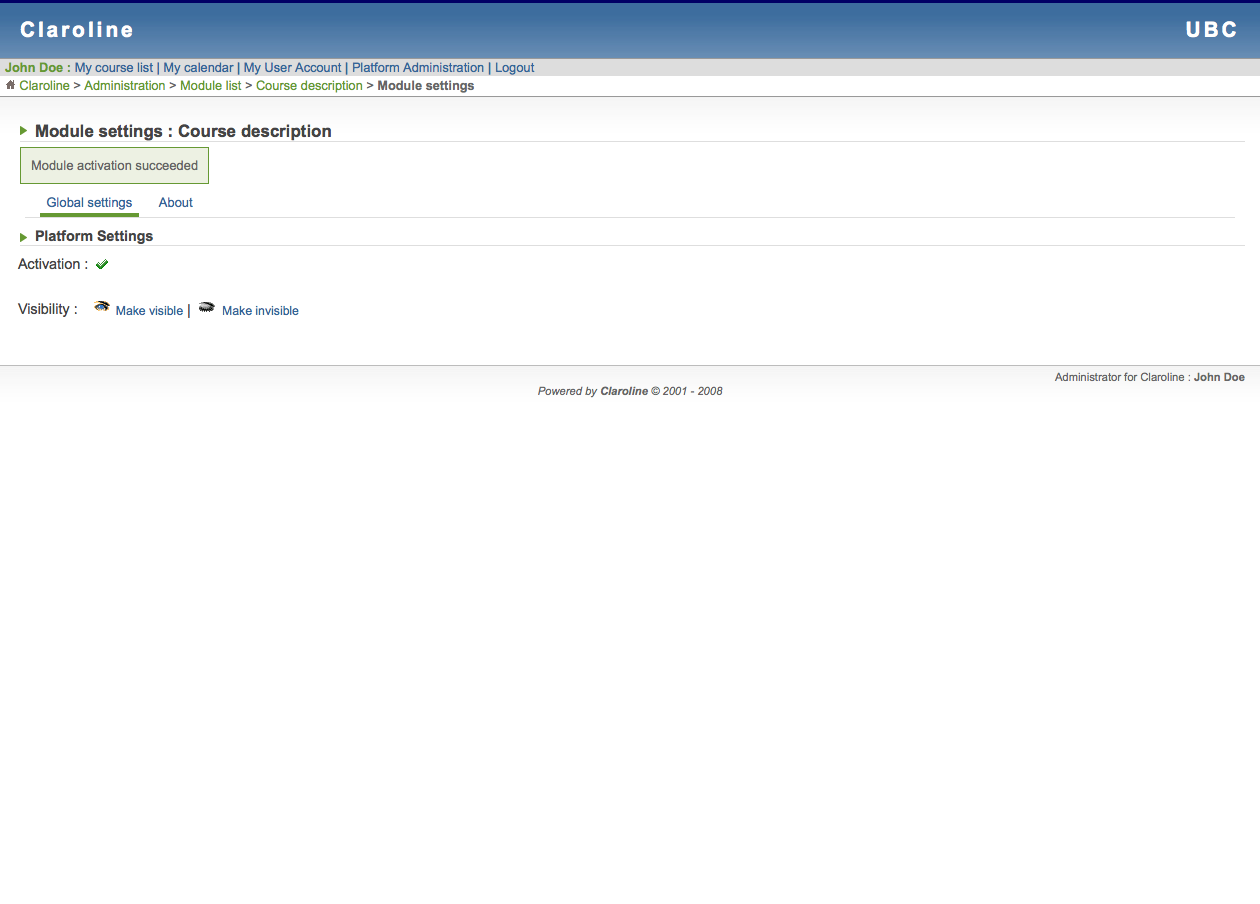 Claroline UBC
John Doe : My course list | My calendar | My User Account | Platform Administration | Logout
Claroline > Administration > Module list > Course description > Module settings
Module settings : Course description
Module activation succeeded
Global settings About
Platform Settings
Activation :
Visibility : Make visible | Make invisible
Administrator for Claroline : John Doe
Powered by Claroline © 2001 - 2008